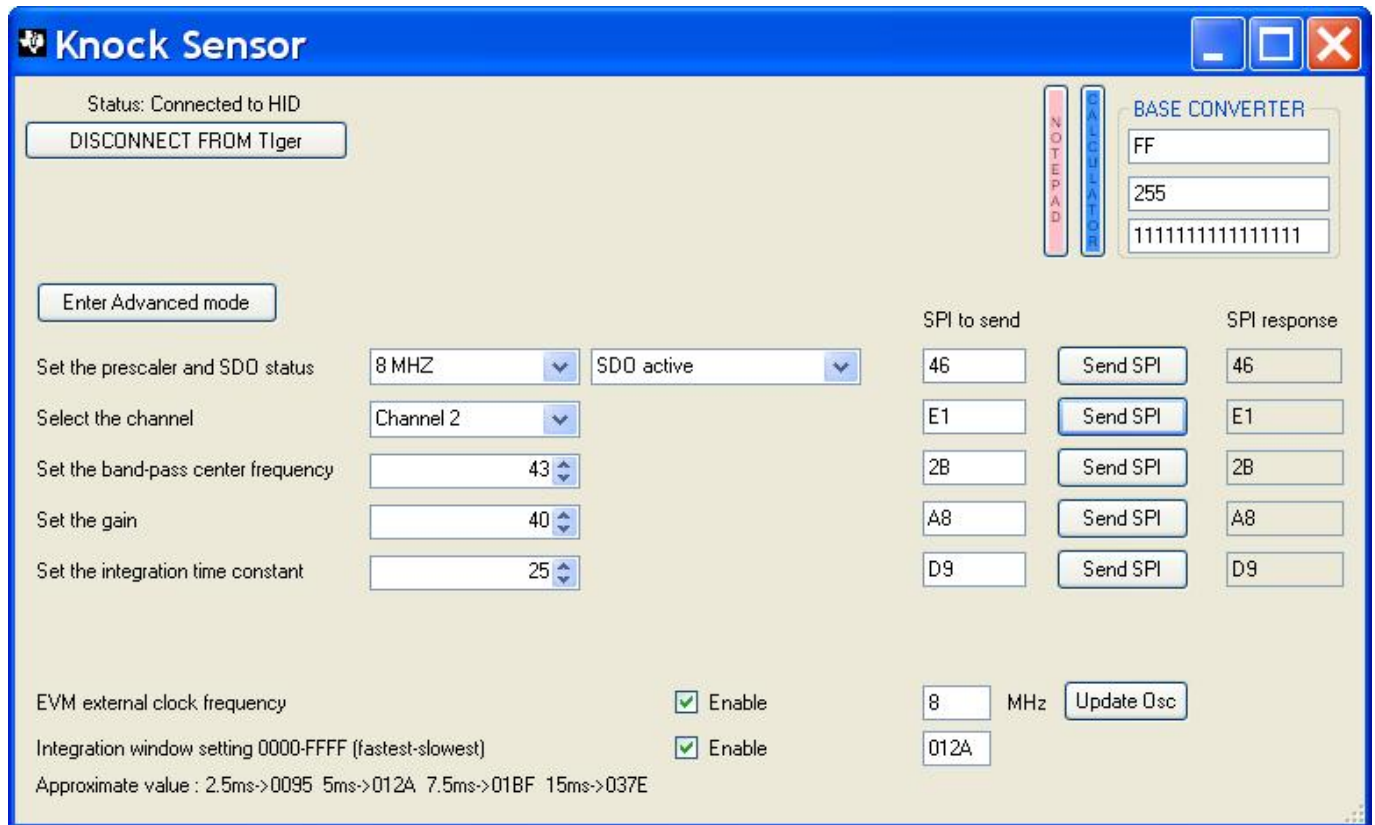 Knock Sensor
Status: Connected to HID
DISCONNECT FROM TIger
NOTEPAD
CALCULATOR
BASE CONVERTER
FF
255
1111111111111111
Enter Advanced mode
SPI to send SPI response
Set the prescaler and SDO status 8 MHZ SDO active 46 Send SPI 46
Select the channel Channel 2 E1 Send SPI E1
Set the band-pass center frequency 43 2B Send SPI 2B
Set the gain 40 A8 Send SPI A8
Set the integration time constant 25 D9 Send SPI D9
EVM external clock frequency Enable 8 MHz Update Osc
Integration window setting 0000-FFFF (fastest-slowest) Enable 012A
Approximate value : 2.5ms->0095 5ms->012A 7.5ms->01BF 15ms->037E